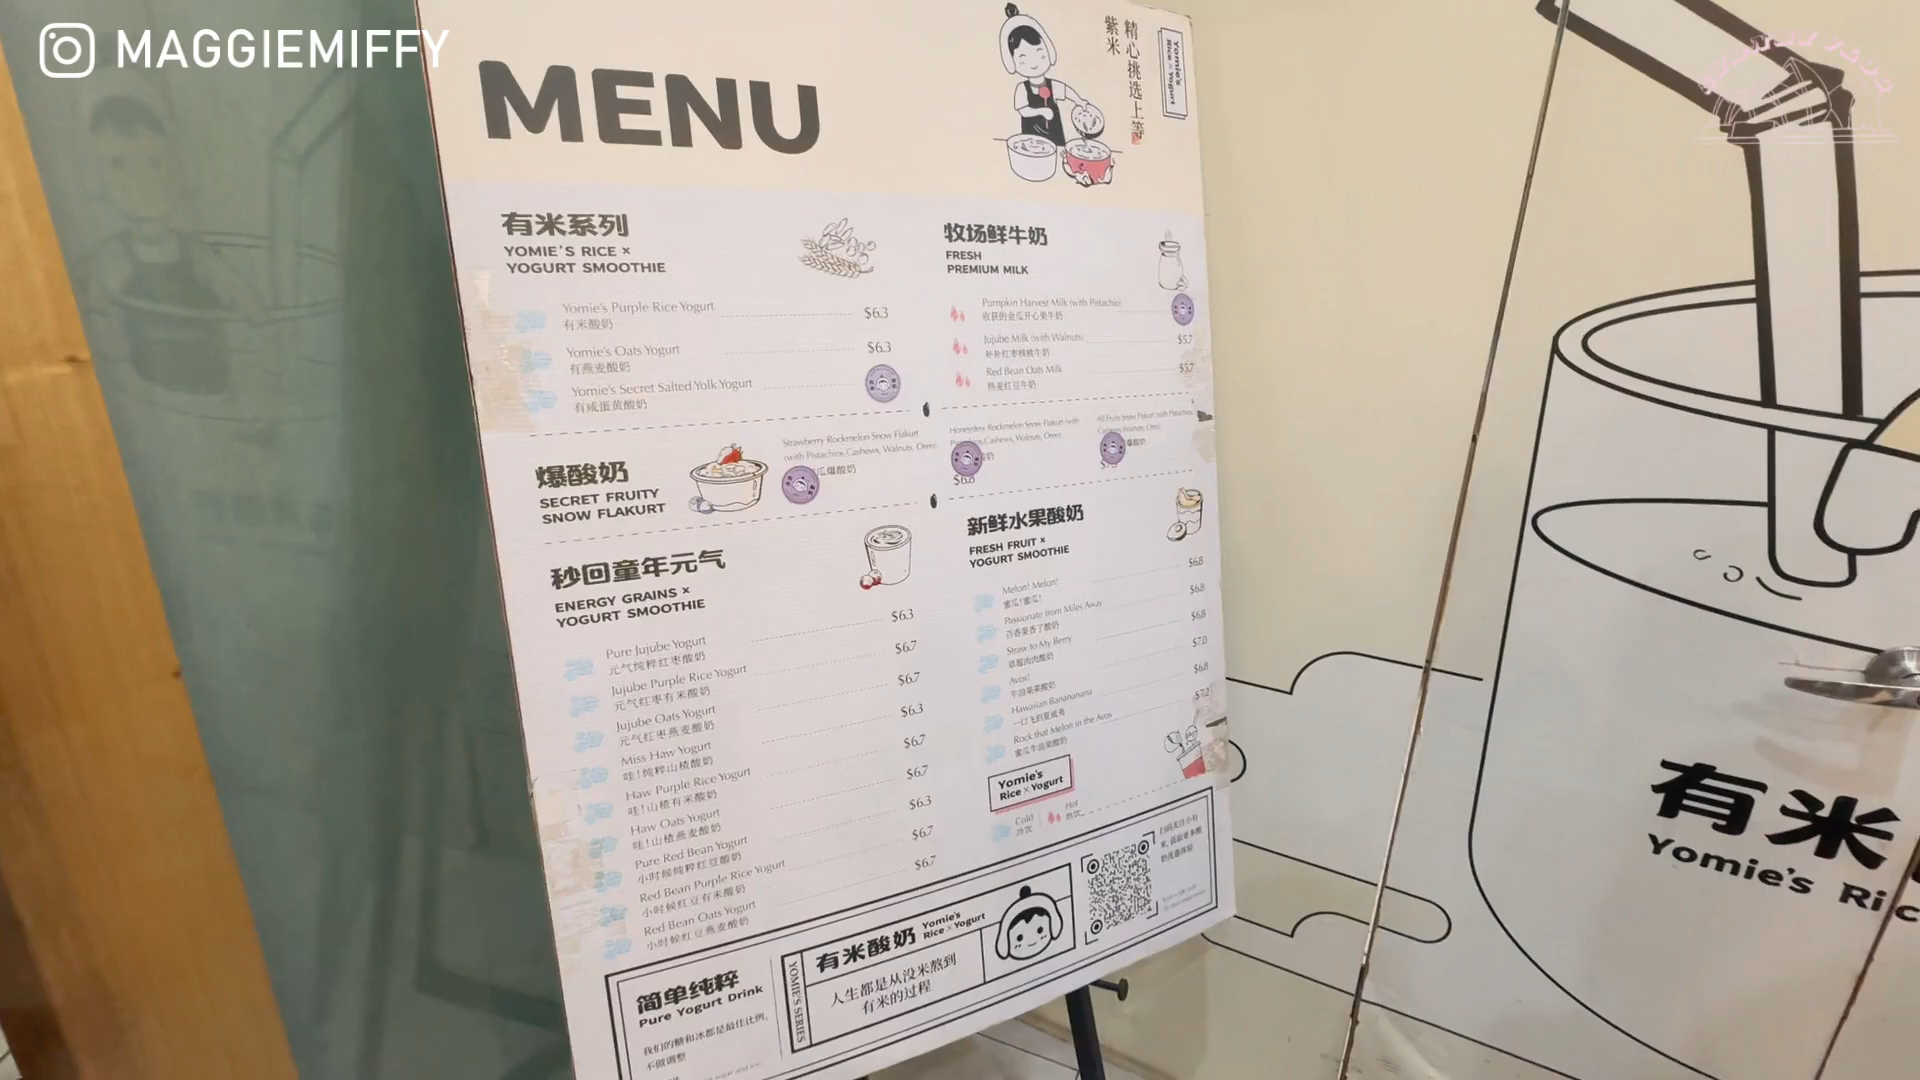 MAGGIEMIFFY
MENU
精心挑选上等
紫米
Yomie's
Rice × Yogurt
有米系列
YOMIE'S RICE ×
YOGURT SMOOTHIE
Yomie's Purple Rice Yogurt $6.3
有米酸奶
Yomie's Oats Yogurt $6.3
有燕麦酸奶
Yomie's Secret Salted Yolk Yogurt
有咸蛋黄酸奶
牧场鲜牛奶
FRESH
PREMIUM MILK
Pumpkin Harvest Milk (with Pistachio)
收获的金瓜开心果牛奶
Jujube Milk (with Walnuts) $5.7
补补红枣核桃牛奶
Red Bean Oats Milk $5.7
热麦红豆牛奶
爆酸奶
SECRET FRUITY
SNOW FLAKURT
Strawberry Rockmelon Snow Flakurt
(with Pistachios, Cashews, Walnuts, Oreo)
瓜爆酸奶
Honeydew Rockmelon Snow Flakurt (with
Cashews, Walnuts, Oreo)
酸奶
$6.8
All Fruits Snow Flakurt (with Pistachios,
Cashews, Walnuts, Oreo)
爆酸奶
秒回童年元气
ENERGY GRAINS ×
YOGURT SMOOTHIE
Pure Jujube Yogurt $6.3
元气纯粹红枣酸奶
Jujube Purple Rice Yogurt $6.7
元气红枣有米酸奶
Jujube Oats Yogurt $6.7
元气红枣燕麦酸奶
Miss Haw Yogurt $6.3
哇!纯粹山楂酸奶
Haw Purple Rice Yogurt $6.7
哇!山楂有米酸奶
Haw Oats Yogurt $6.7
哇!山楂燕麦酸奶
Pure Red Bean Yogurt $6.3
小时候纯粹红豆酸奶
Red Bean Purple Rice Yogurt $6.7
小时候红豆有米酸奶
Red Bean Oats Yogurt $6.7
小时候红豆燕麦酸奶
新鲜水果酸奶
FRESH FRUIT ×
YOGURT SMOOTHIE
Melon! Melon! $6.8
蜜瓜!蜜瓜!
Passionate from Miles Away $6.8
百香果香了酸奶
Straw to My Berry $6.8
莓超肉肉酸奶
Avos! $7.0
牛油果果酸奶
Hawaiian Banananana $6.8
一口飞到夏威夷
Rock that Melon in the Avos $7.2
蜜瓜牛油果酸奶
Yomie's
Rice × Yogurt
Cold
冷饮
Hot
热饮
简单纯粹
Pure Yogurt Drink
我们的糖和冰都是最佳比例,
不做调整
YOMIE'S SERIES
有米酸奶 Yomie's
Rice × Yogurt
人生都是从没米熬到
有米的过程
有米
Yomie's Ric